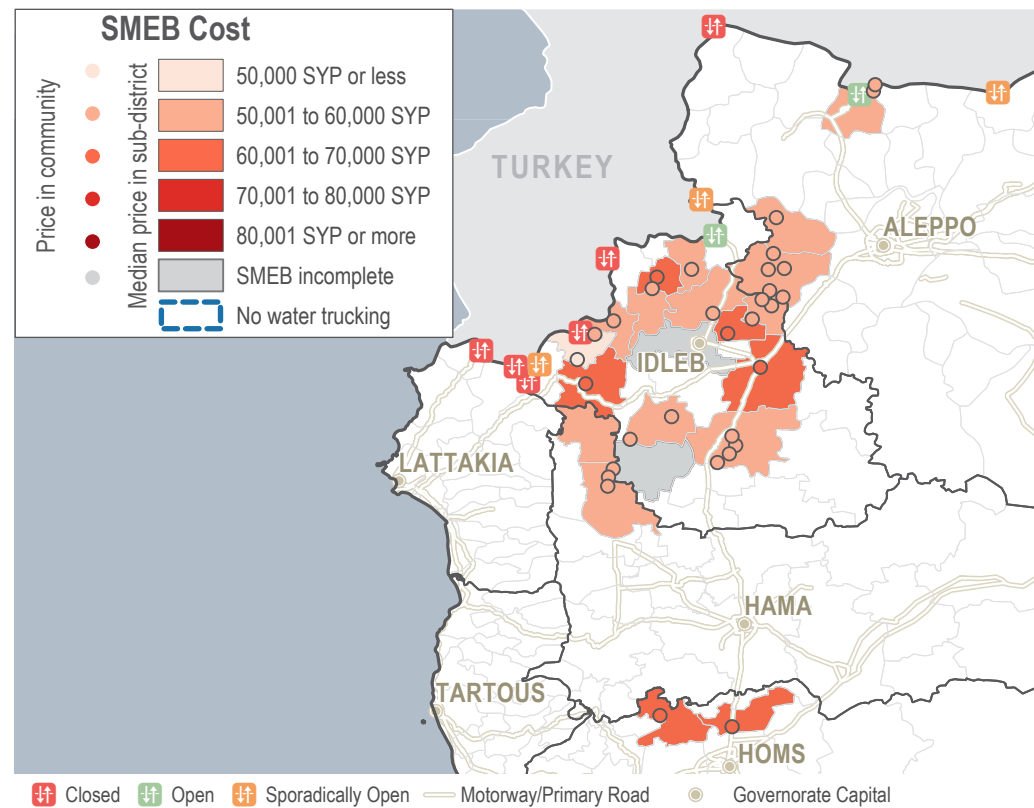 SMEB Cost
Price in community
Median price in sub-district
50,000 SYP or less
50,001 to 60,000 SYP
60,001 to 70,000 SYP
70,001 to 80,000 SYP
80,001 SYP or more
SMEB incomplete
No water trucking
TURKEY
ALEPPO
IDLEB
LATTAKIA
HAMA
TARTOUS
HOMS
Closed Open Sporadically Open Motorway/Primary Road Governorate Capital